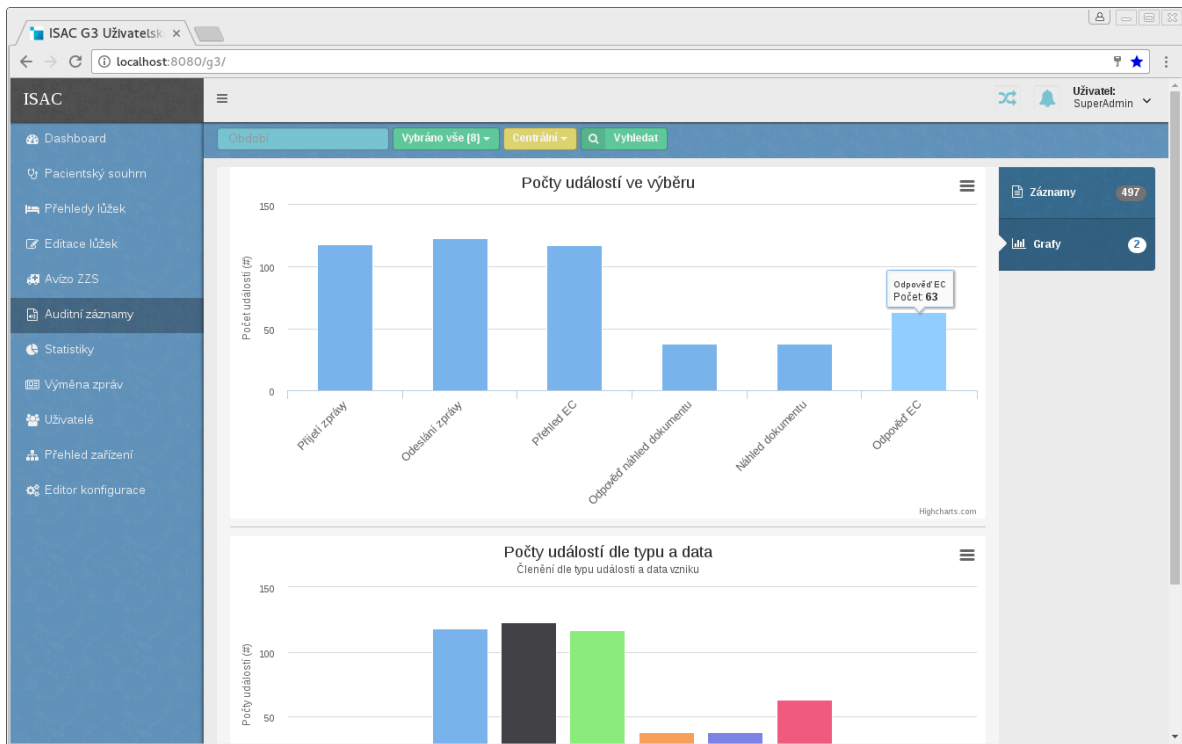 ISAC G3 Uživatelsk
localhost:8080/g3/
ISAC
Uživatel:
SuperAdmin
Dashboard
Pacientský souhrn
Přehledy lůžek
Editace lůžek
Avízo ZZS
Auditní záznamy
Statistiky
Výměna zpráv
Uživatelé
Přehled zařízení
Editor konfigurace
Období
Vybráno vše (8)
Centrální
Vyhledat
Počty událostí ve výběru
Počet událostí (#)
150
100
50
0
Odpověď EC
Počet: 63
Přijetí zprávy
Odeslání zprávy
Přehled EC
Odpověď náhled dokumentu
Náhled dokumentu
Odpověď EC
Highcharts.com
Záznamy 497
Grafy 2
Počty událostí dle typu a data
Členění dle typu události a data vzniku
Počty událostí (#)
150
100
50